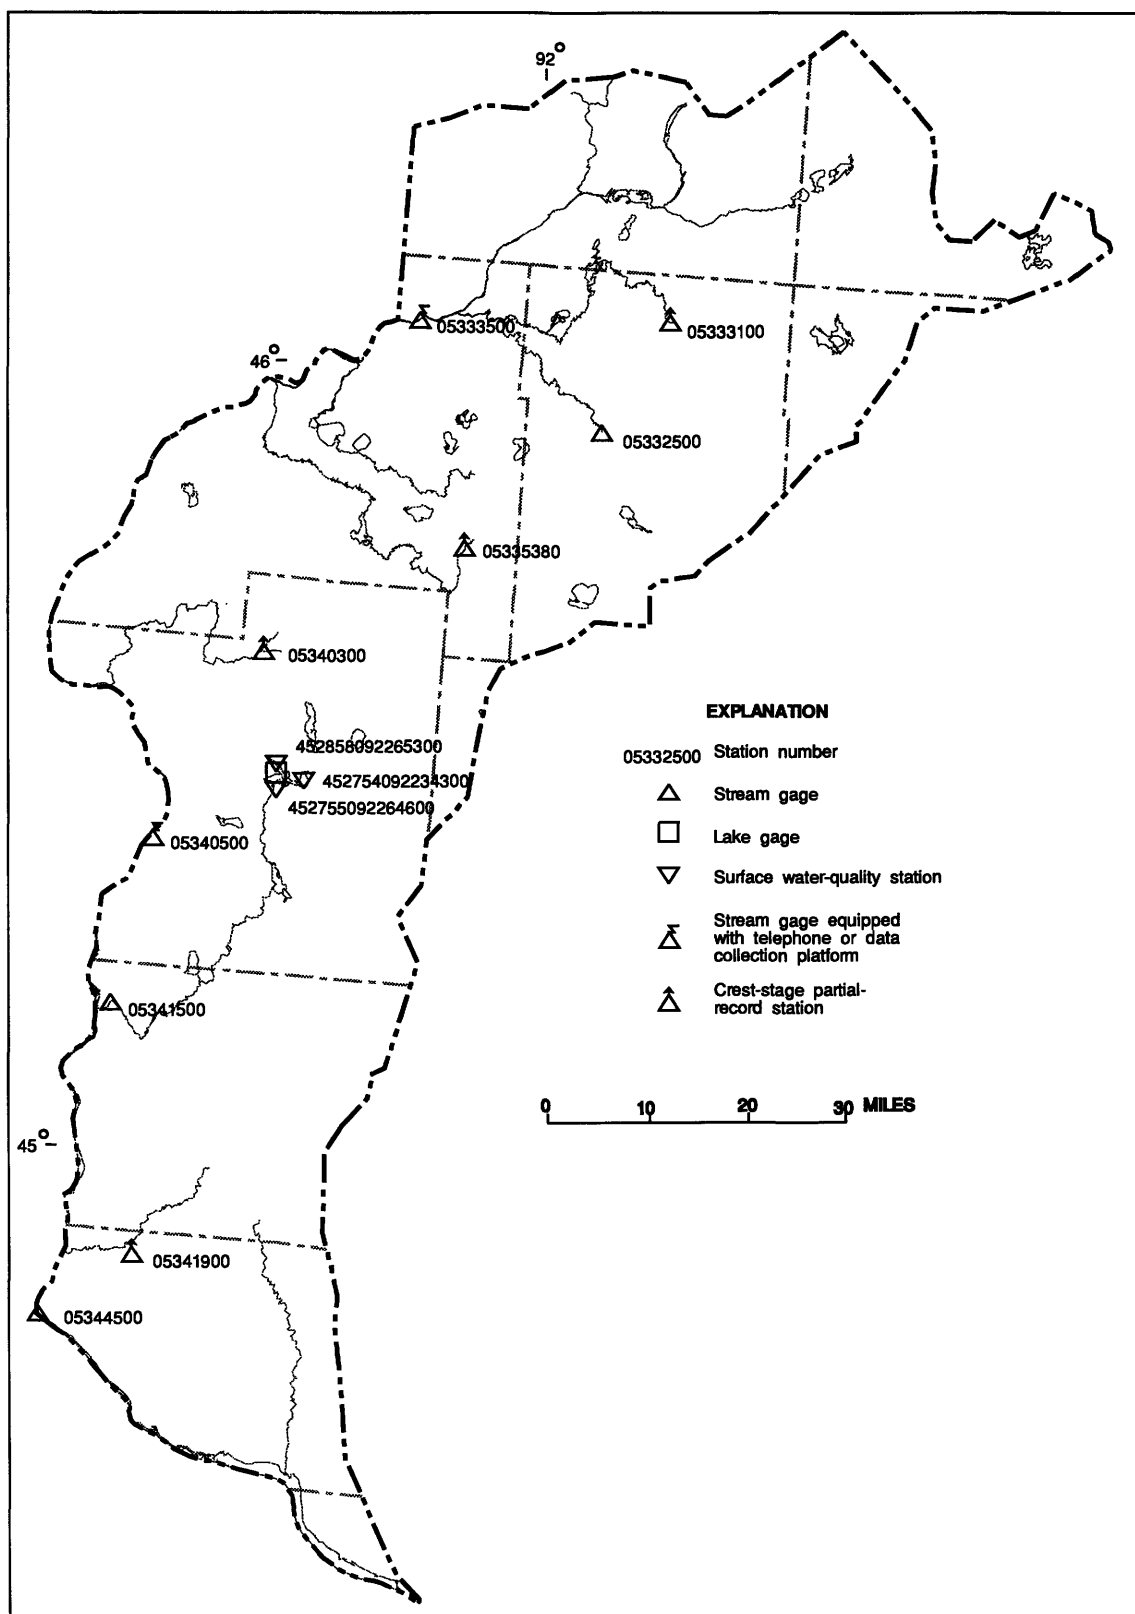 92°
05333500
05333100
46°
05332500
05335380
05340300
EXPLANATION
452858092265300
05332500 Station number
452754092234300
Stream gage
452755092264600
Lake gage
05340500
Surface water-quality station
Stream gage equipped
with telephone or data
collection platform
Crest-stage partial-
record station
05341500
0 10 20 30 MILES
45°
05341900
05344500